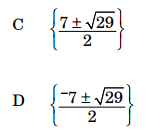 C {(7 ± √29)/2}
D {(⁻7 ± √29)/2}